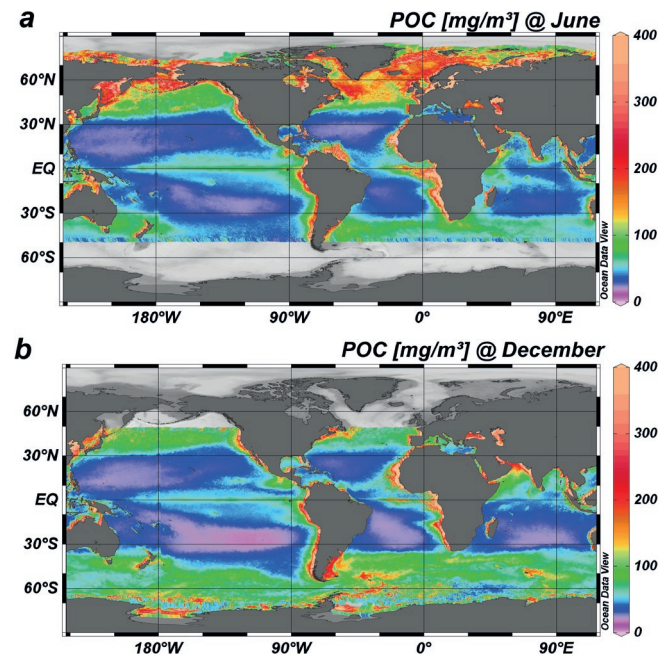 a
POC [mg/m³] @ June
60°N
30°N
EQ
30°S
60°S
180°W
90°W
0°
90°E
400
300
200
100
0
Ocean Data View
b
POC [mg/m³] @ December
60°N
30°N
EQ
30°S
60°S
180°W
90°W
0°
90°E
400
300
200
100
0
Ocean Data View